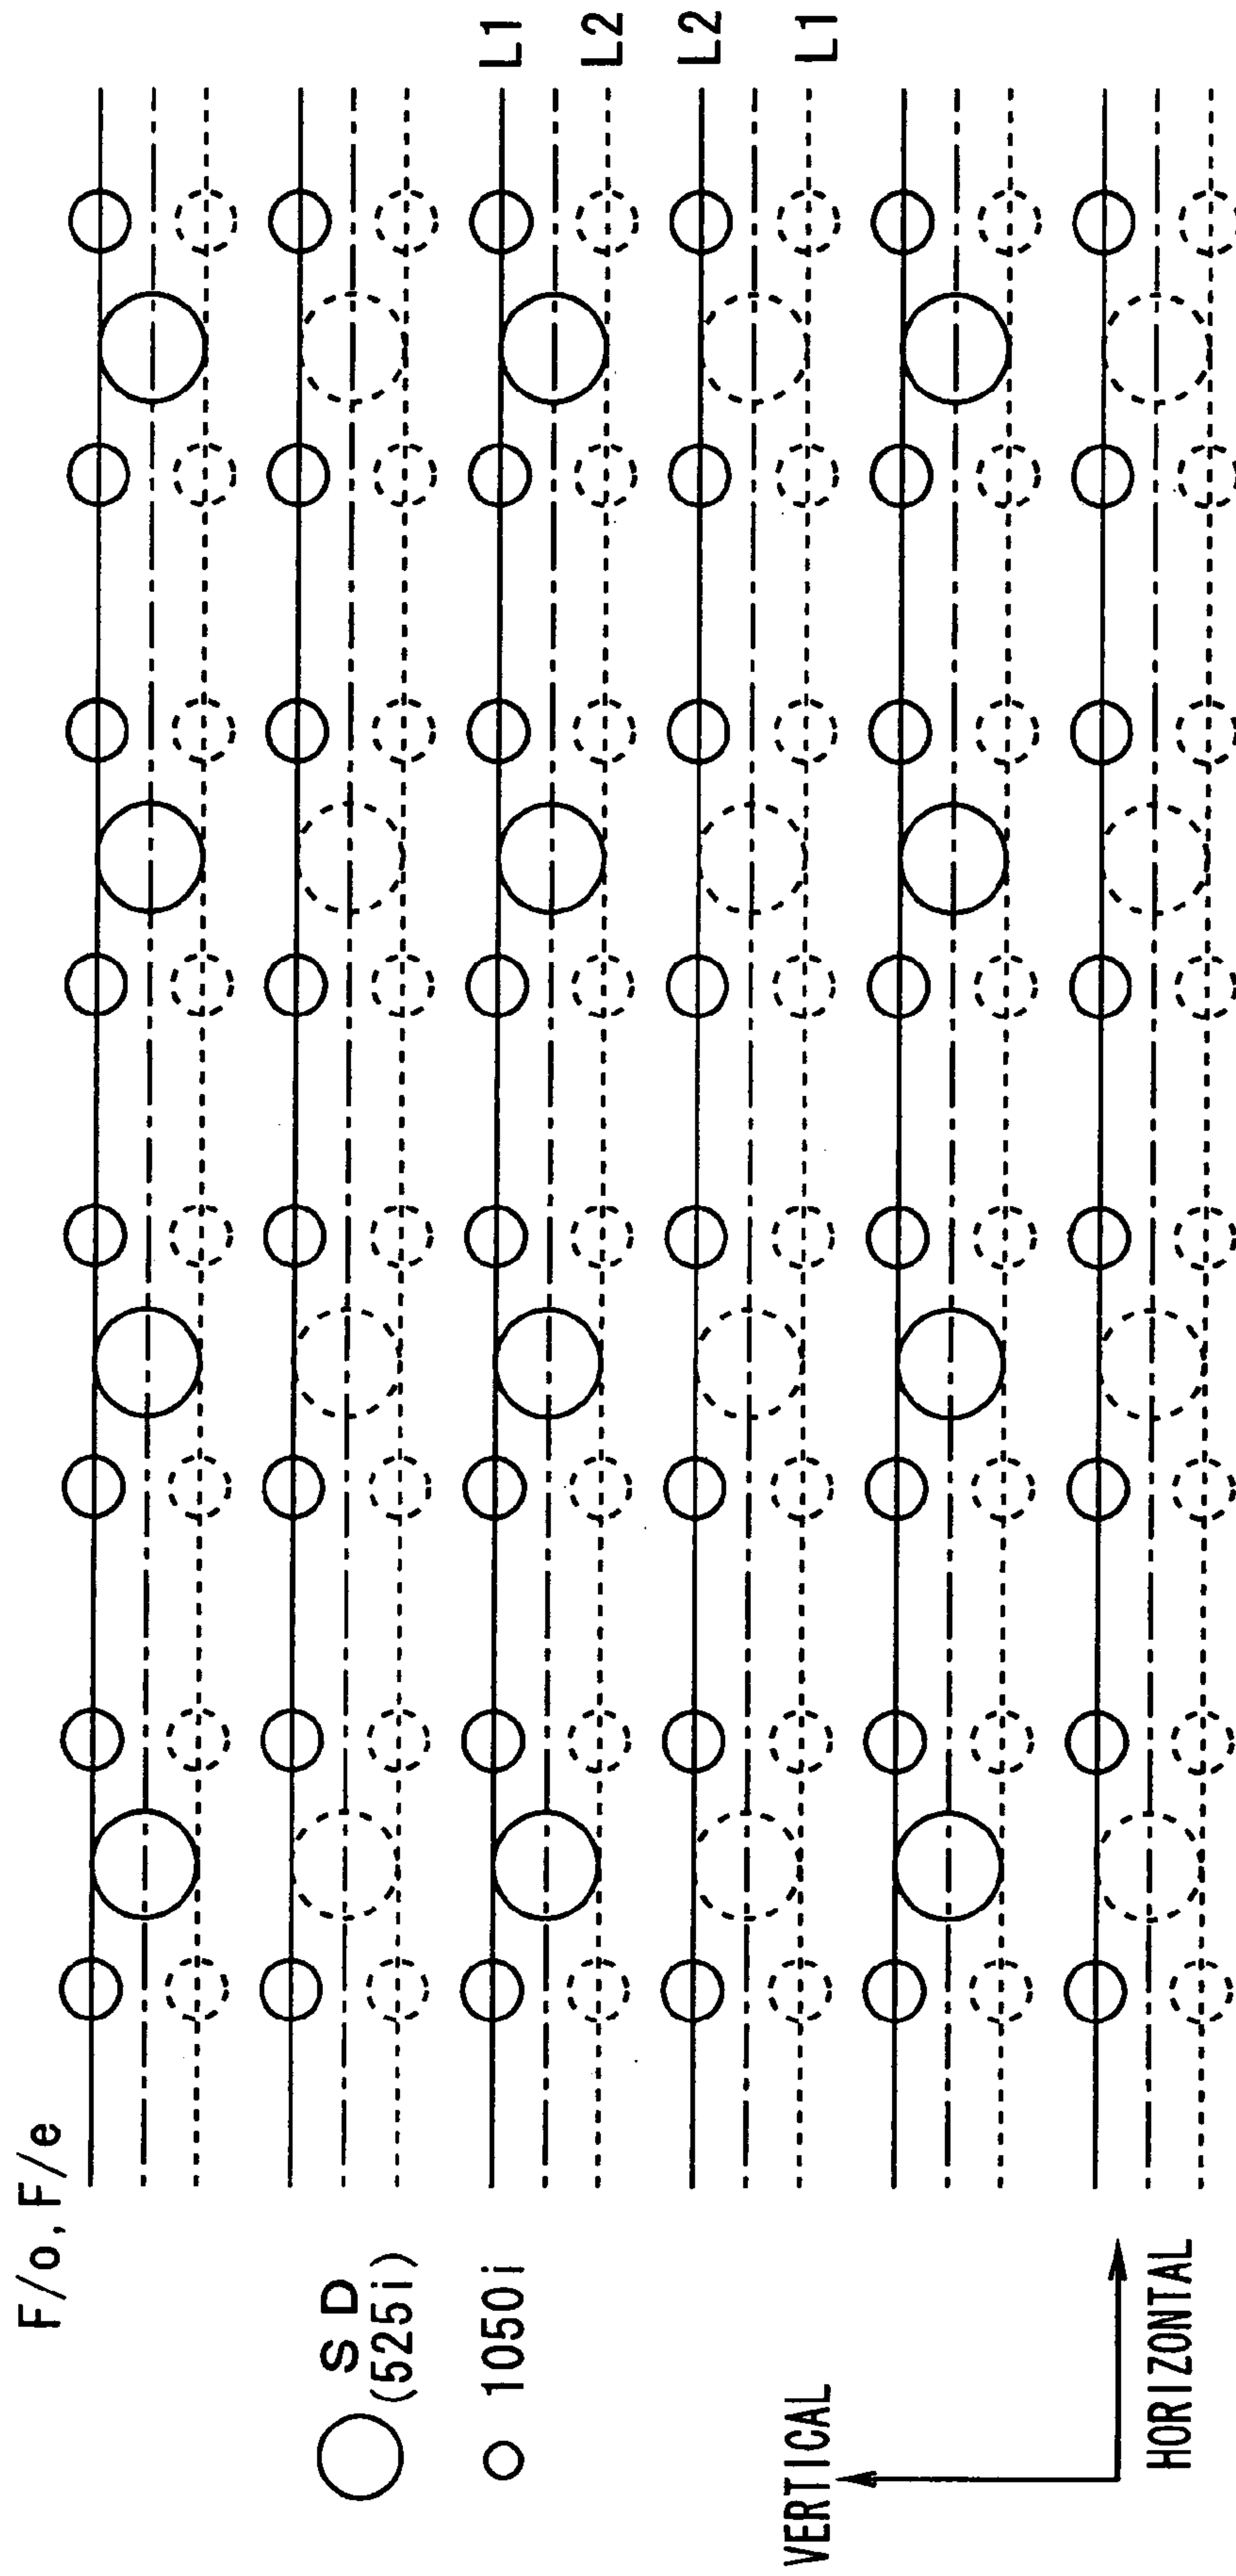 F/o, F/e
SD
(525i)
1050i
L1
L2
L2
L1
VERTICAL
HORIZONTAL